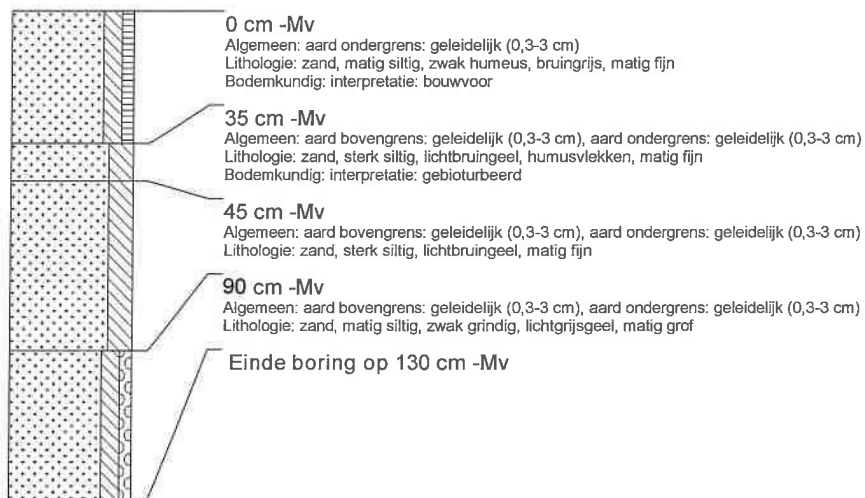 0 cm -Mv
Algemeen: aard ondergrens: geleidelijk (0,3-3 cm)
Lithologie: zand, matig siltig, zwak humeus, bruingrijs, matig fijn
Bodemkundig: interpretatie: bouwvoor
35 cm -Mv
Algemeen: aard bovengrens: geleidelijk (0,3-3 cm), aard ondergrens: geleidelijk (0,3-3 cm)
Lithologie: zand, sterk siltig, lichtbruingeel, humusvlekken, matig fijn
Bodemkundig: interpretatie: gebioturbeerd
45 cm -Mv
Algemeen: aard bovengrens: geleidelijk (0,3-3 cm), aard ondergrens: geleidelijk (0,3-3 cm)
Lithologie: zand, sterk siltig, lichtbruingeel, matig fijn
90 cm -Mv
Algemeen: aard bovengrens: geleidelijk (0,3-3 cm), aard ondergrens: geleidelijk (0,3-3 cm)
Lithologie: zand, matig siltig, zwak grindig, lichtgrijsgeel, matig grof
Einde boring op 130 cm -Mv